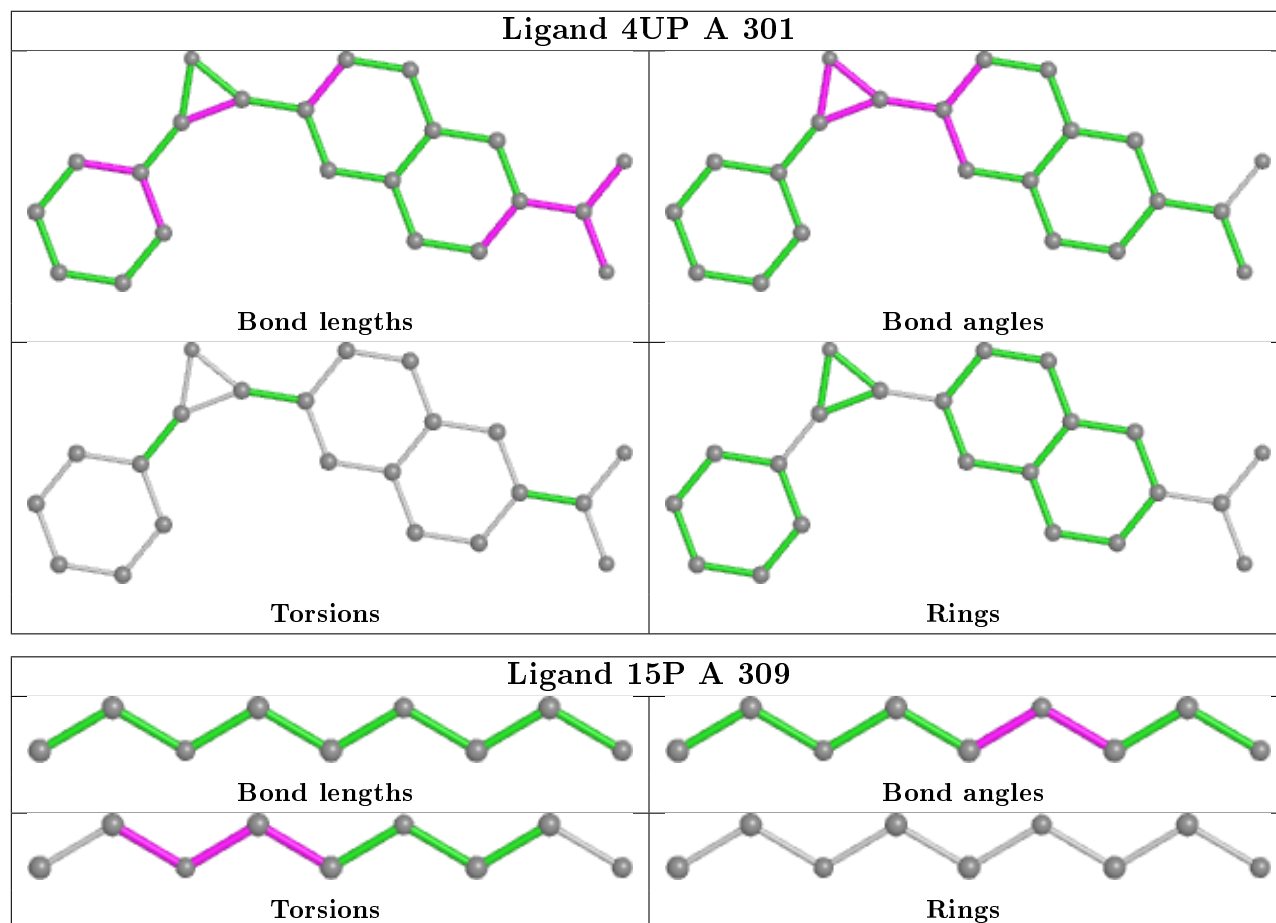 Ligand 4UP A 301
Bond lengths
Bond angles
Torsions
Rings
Ligand 15P A 309
Bond lengths
Bond angles
Torsions
Rings